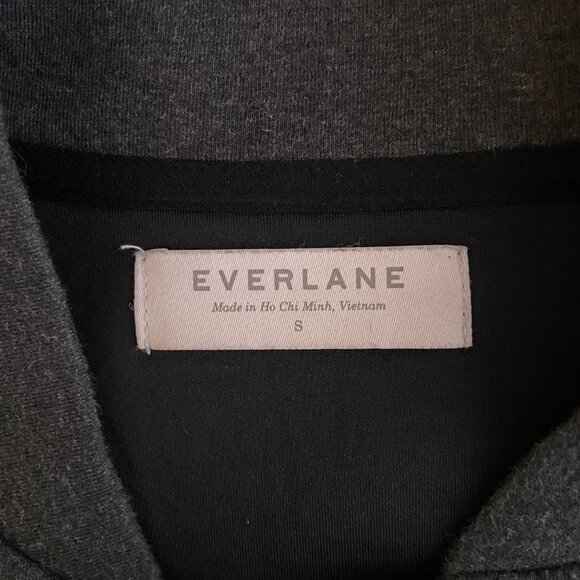 EVERLANE
Made in Ho Chi Minh, Vietnam
S